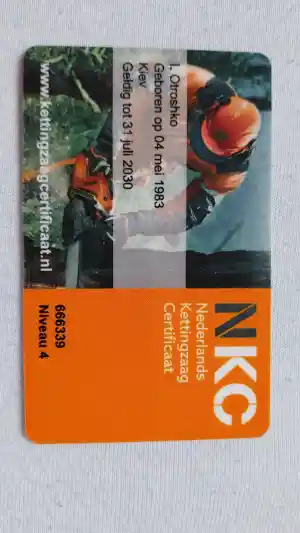 NKC
Nederlands
Kettingzaag
Certificaat
I. Otroshko
Geboren op 04 mei 1983
Kiev
Geldig tot 31 juli 2030
666339
Niveau 4
www.kettingzaagcertificaat.nl